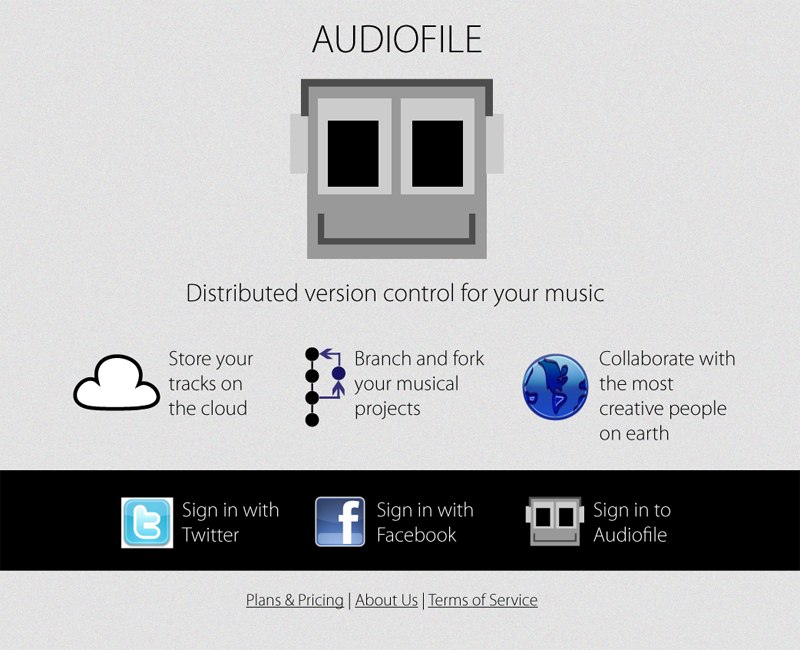 AUDIOFILE
Distributed version control for your music
Store your
tracks on
the cloud
Branch and fork
your musical
projects
Collaborate with
the most
creative people
on earth
Sign in with
Twitter
Sign in with
Facebook
Sign in to
Audiofile
Plans & Pricing | About Us | Terms of Service